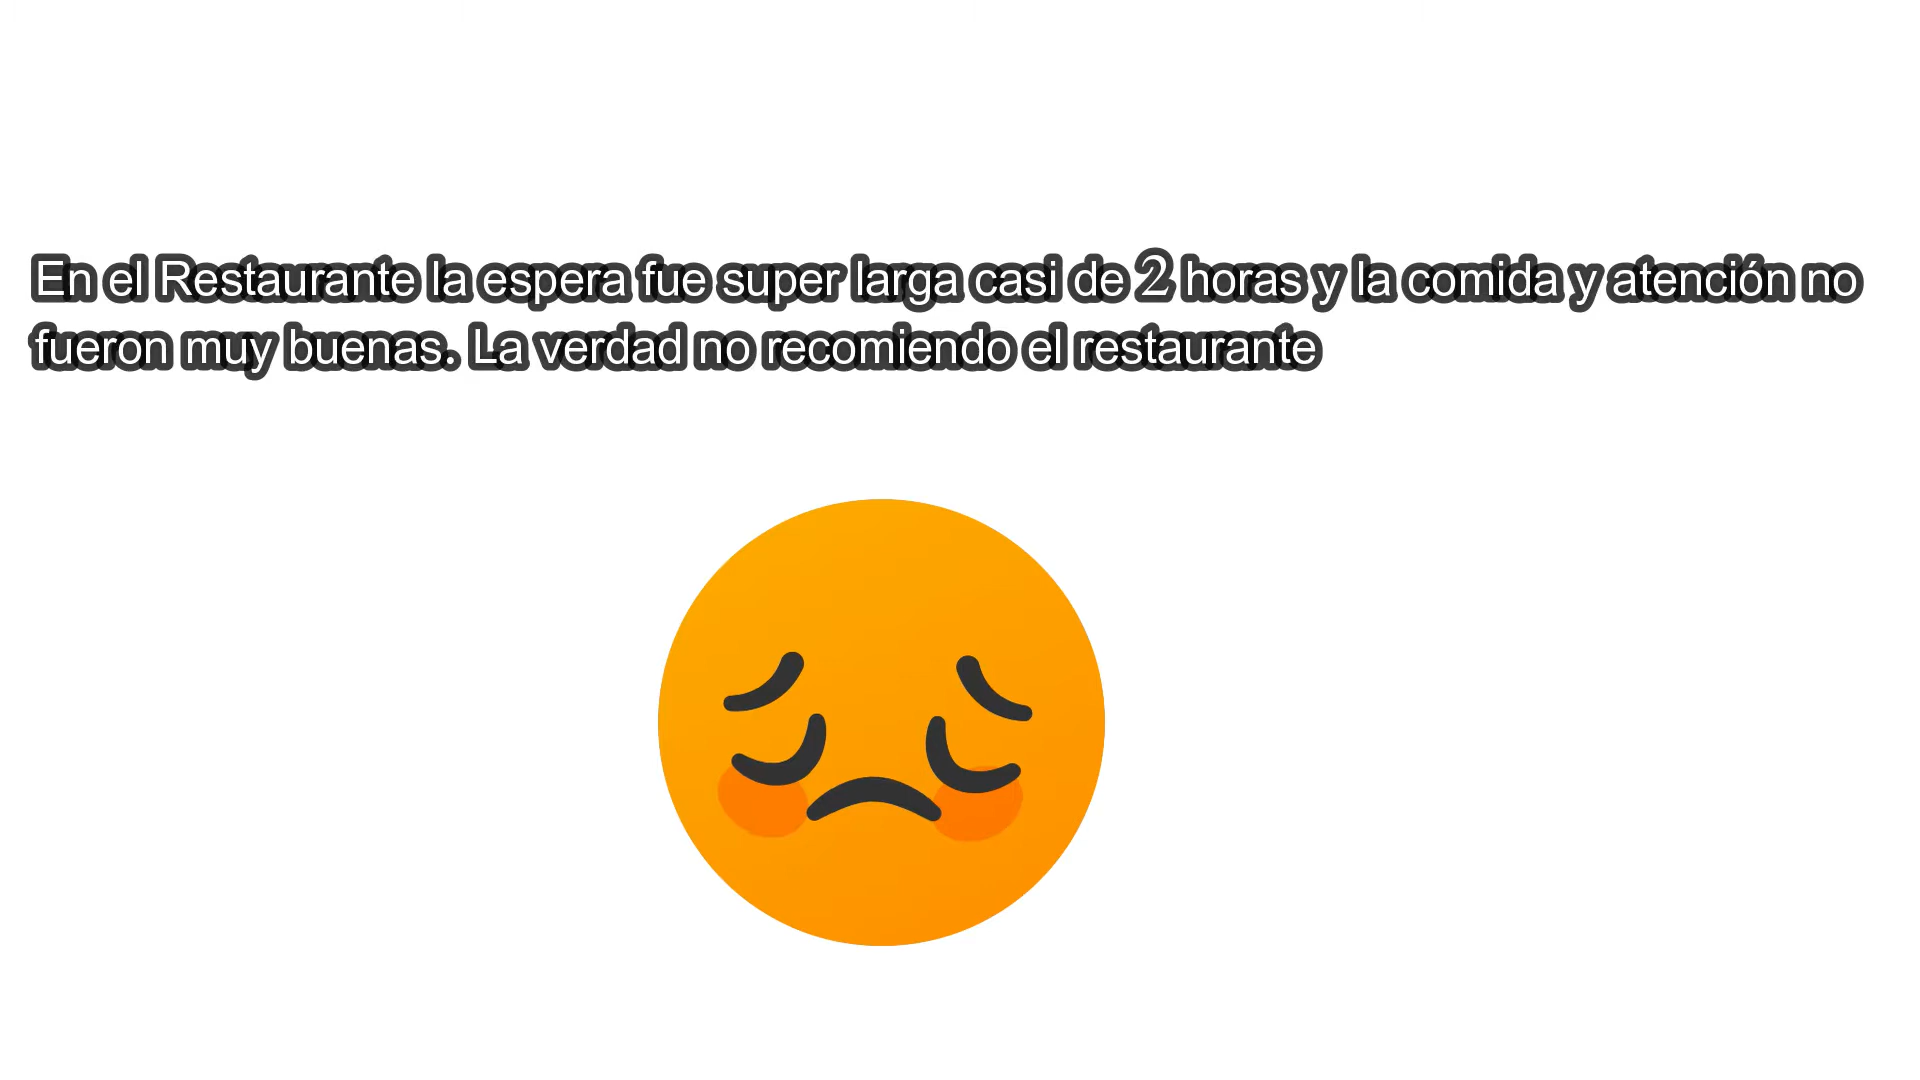 En el Restaurante la espera fue super larga casi de 2 horas y la comida y atención no
fueron muy buenas. La verdad no recomiendo el restaurante